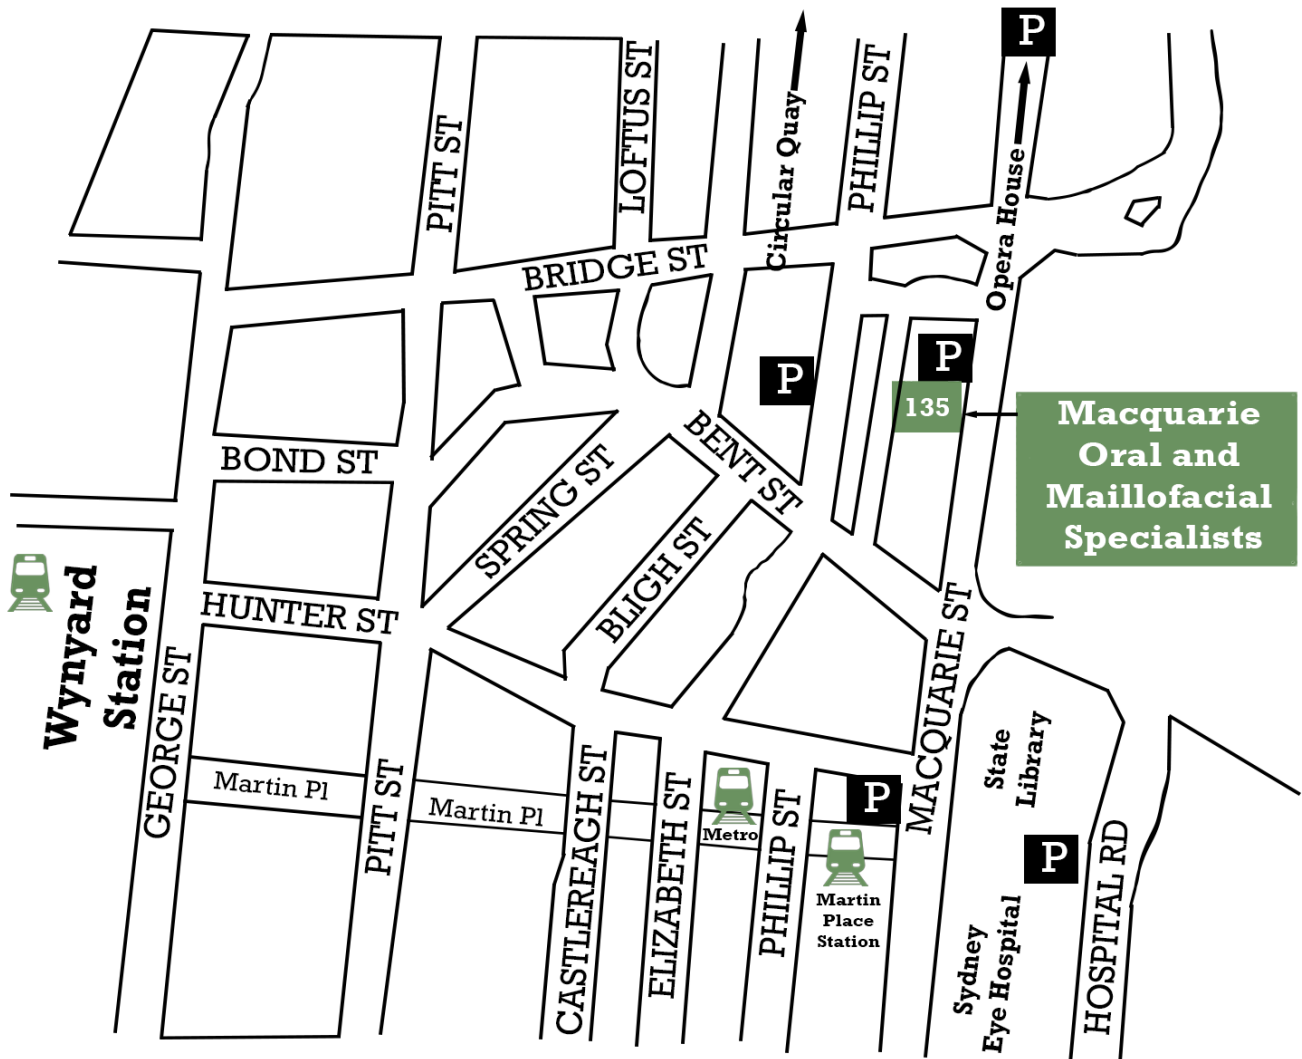 P
PITT ST
LOFTUS ST
Circular Quay
PHILLIP ST
Opera House
BRIDGE ST
P
P
135
Macquarie
Oral and
Maillofacial
Specialists
BOND ST
SPRING ST
BENT ST
BLIGH ST
HUNTER ST
Wynyard
Station
GEORGE ST
Martin Pl
PITT ST
Martin Pl
CASTLEREAGH ST
ELIZABETH ST
Metro
PHILLIP ST
P
Martin
Place
Station
MACQUARIE ST
State
Library
P
Sydney
Eye Hospital
HOSPITAL RD